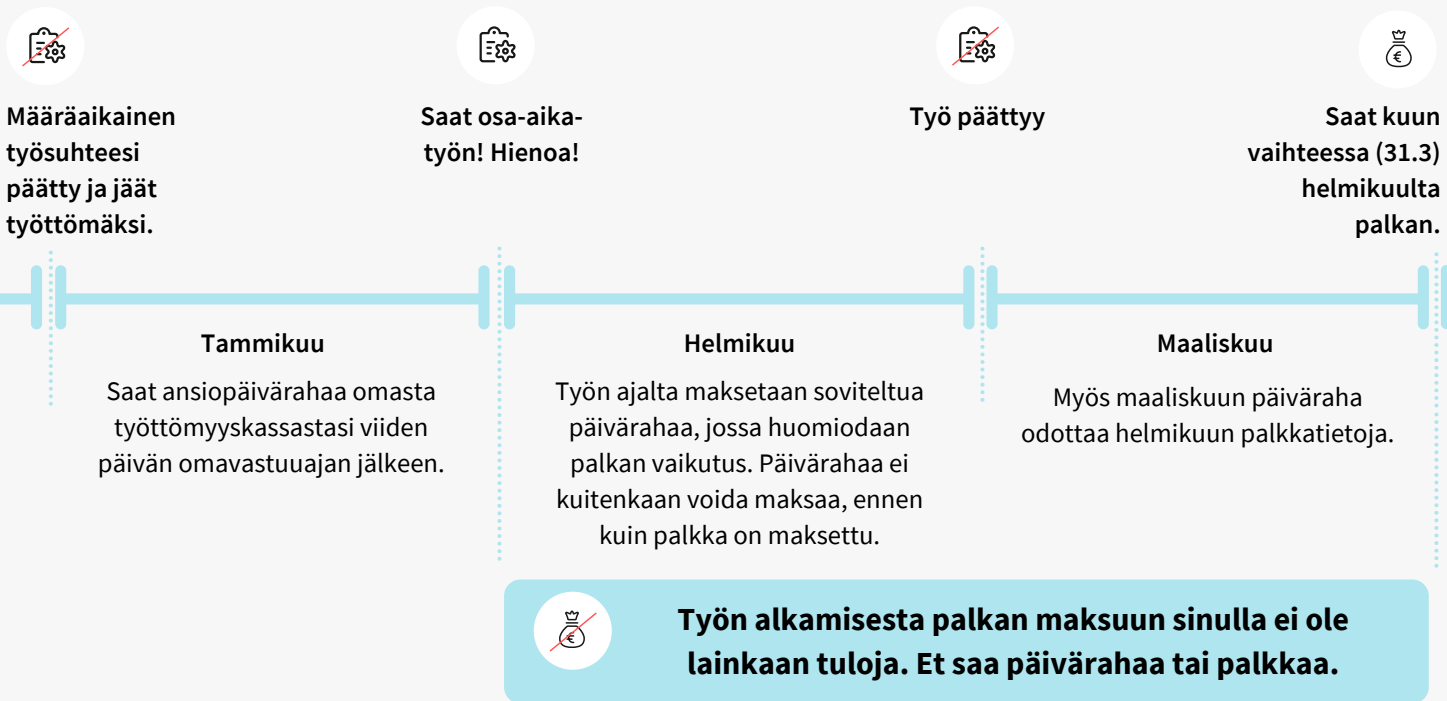 Määräaikainen
työsuhteesi
päätty ja jäät
työttömäksi.
Saat osa-aika-
työn! Hienoa!
Työ päättyy
Saat kuun
vaihteessa (31.3)
helmikuulta
palkan.
Tammikuu
Saat ansiopäivärahaa omasta
työttömyyskassastasi viiden
päivän omavastuuajan jälkeen.
Helmikuu
Työn ajalta maksetaan soviteltua
päivärahaa, jossa huomiodaan
palkan vaikutus. Päivärahaa ei
kuitenkaan voida maksaa, ennen
kuin palkka on maksettu.
Maaliskuu
Myös maaliskuun päiväraha
odottaa helmikuun palkkatietoja.
Työn alkamisesta palkan maksuun sinulla ei ole
lainkaan tuloja. Et saa päivärahaa tai palkkaa.